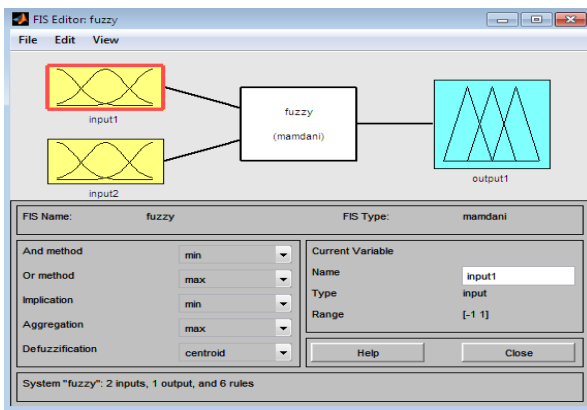 FIS Editor: fuzzy
File Edit View
input1
fuzzy
(mamdani)
input2
output1
FIS Name: fuzzy FIS Type: mamdani
And method min
Or method max
Implication min
Aggregation max
Defuzzification centroid
Current Variable
Name input1
Type input
Range [-1 1]
Help Close
System "fuzzy": 2 inputs, 1 output, and 6 rules